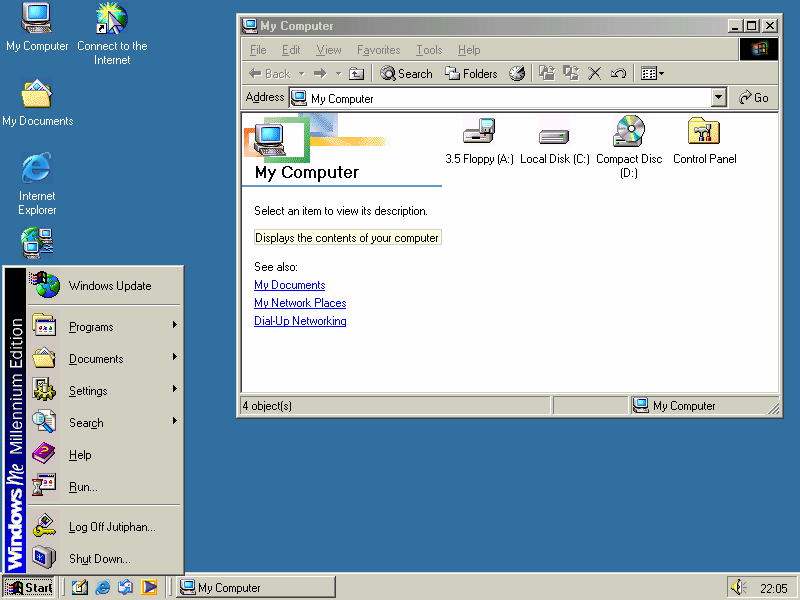 My Computer
Connect to the
Internet
My Documents
Internet
Explorer
My Computer
File Edit View Favorites Tools Help
Back Search Folders
Address My Computer Go
My Computer
Select an item to view its description.
Displays the contents of your computer
See also:
My Documents
My Network Places
Dial-Up Networking
3.5 Floppy (A:) Local Disk (C:) Compact Disc
(D:)
Control Panel
4 object(s) My Computer
Windows Me Millennium Edition
Windows Update
Programs
Documents
Settings
Search
Help
Run...
Log Off Jutiphan...
Shut Down...
Start My Computer 22:05